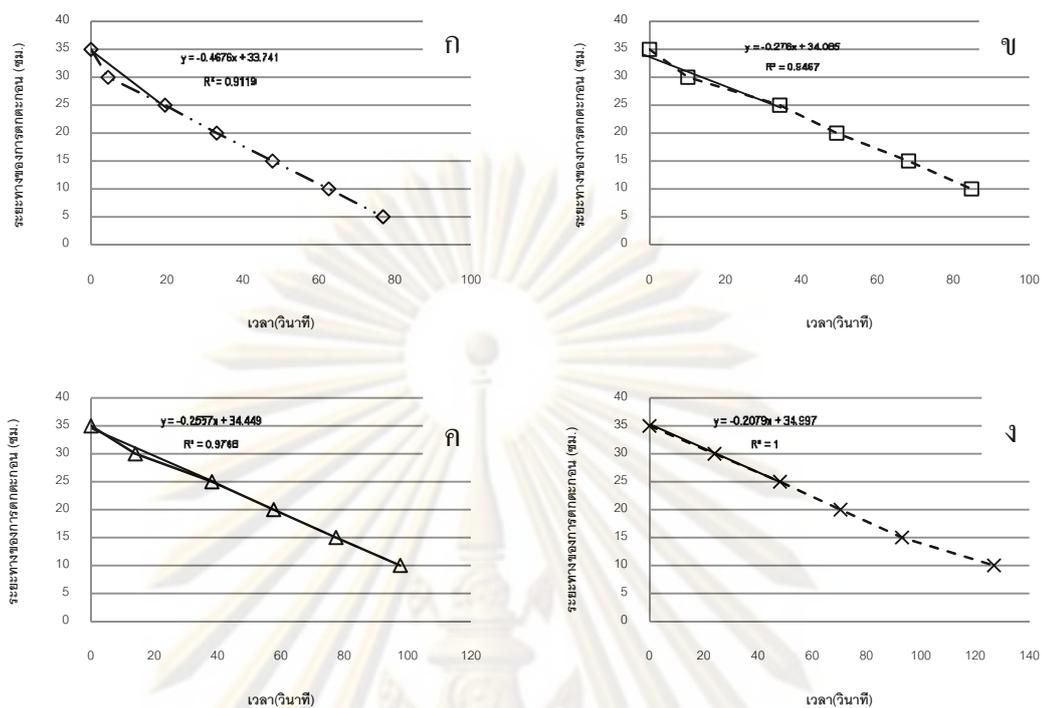 ก
y = -0.4676x + 33.741
R² = 0.9119
ระยะทางของการตกตะกอน (ซม.)
40
35
30
25
20
15
10
5
0
0 20 40 60 80 100
เวลา(วินาที)
ข
y = -0.276x + 34.085
R² = 0.9467
ระยะทางของการตกตะกอน (ซม.)
40
35
30
25
20
15
10
5
0
0 20 40 60 80 100
เวลา(วินาที)
ค
y = -0.2557x + 34.449
R² = 0.9746
ระยะทางของการตกตะกอน (ซม.)
40
35
30
25
20
15
10
5
0
0 20 40 60 80 100 120
เวลา(วินาที)
ง
y = -0.2079x + 34.997
R² = 1
ระยะทางของการตกตะกอน (ซม.)
40
35
30
25
20
15
10
5
0
0 20 40 60 80 100 120 140
เวลา(วินาที)